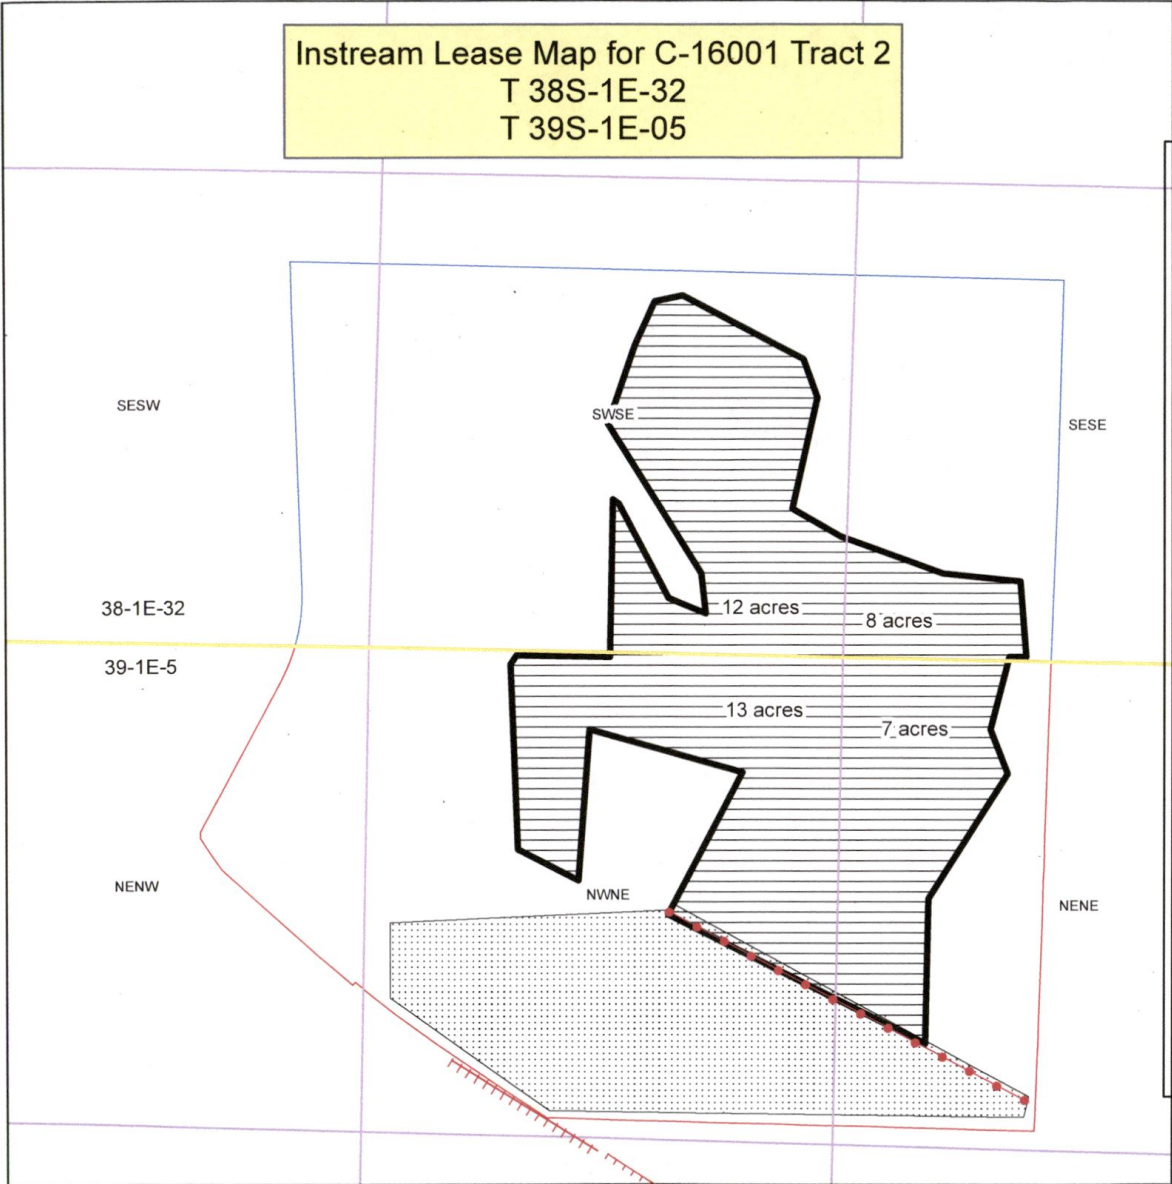 Instream Lease Map for C-16001 Tract 2
T 38S-1E-32
T 39S-1E-05
SESW
SWSE
SESE
38-1E-32
12 acres
8 acres
39-1E-5
13 acres
7 acres
NENW
NWNE
NENE